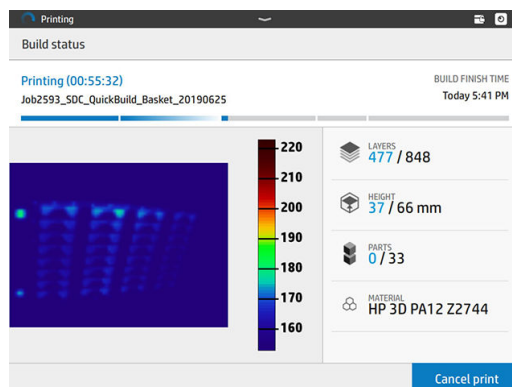 Printing
Build status
Printing (00:55:32)
Job2593_SDC_QuickBuild_Basket_20190625
BUILD FINISH TIME
Today 5:41 PM
220
210
200
190
180
170
160
LAYERS
477 / 848
HEIGHT
37 / 66 mm
PARTS
0 / 33
MATERIAL
HP 3D PA12 Z2744
Cancel print